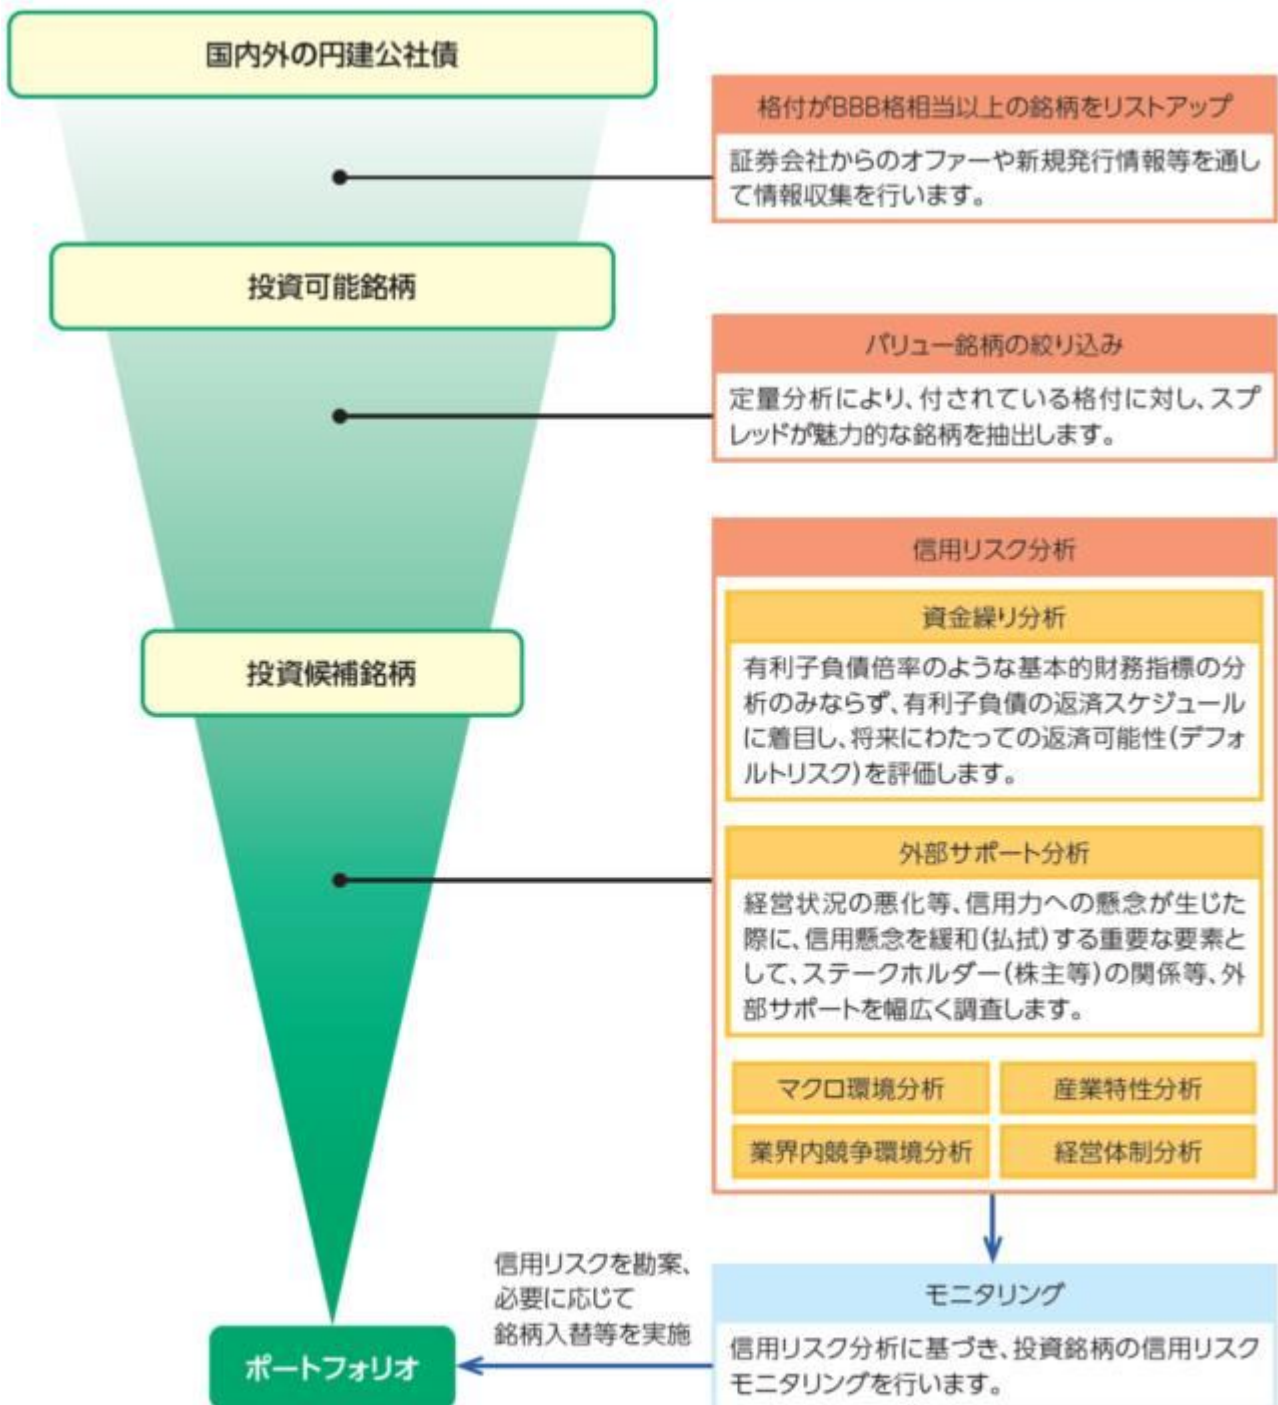 国内外の円建公社債
格付がBBB格相当以上の銘柄をリストアップ
証券会社からのオファーや新規発行情報等を通し
て情報収集を行います。
投資可能銘柄
バリュー銘柄の絞り込み
定量分析により、付されている格付に対し、スプ
レッドが魅力的な銘柄を抽出します。
投資候補銘柄
信用リスク分析
資金繰り分析
有利子負債倍率のような基本的財務指標の分
析のみならず、有利子負債の返済スケジュール
に着目し、将来にわたっての返済可能性(デフォ
ルトリスク)を評価します。
外部サポート分析
経営状況の悪化等、信用力への懸念が生じた
際に、信用懸念を緩和(払拭)する重要な要素と
して、ステークホルダー(株主等)の関係等、外
部サポートを幅広く調査します。
マクロ環境分析
産業特性分析
業界内競争環境分析
経営体制分析
信用リスクを勘案、
必要に応じて
銘柄入替等を実施
モニタリング
信用リスク分析に基づき、投資銘柄の信用リスク
モニタリングを行います。
ポートフォリオ